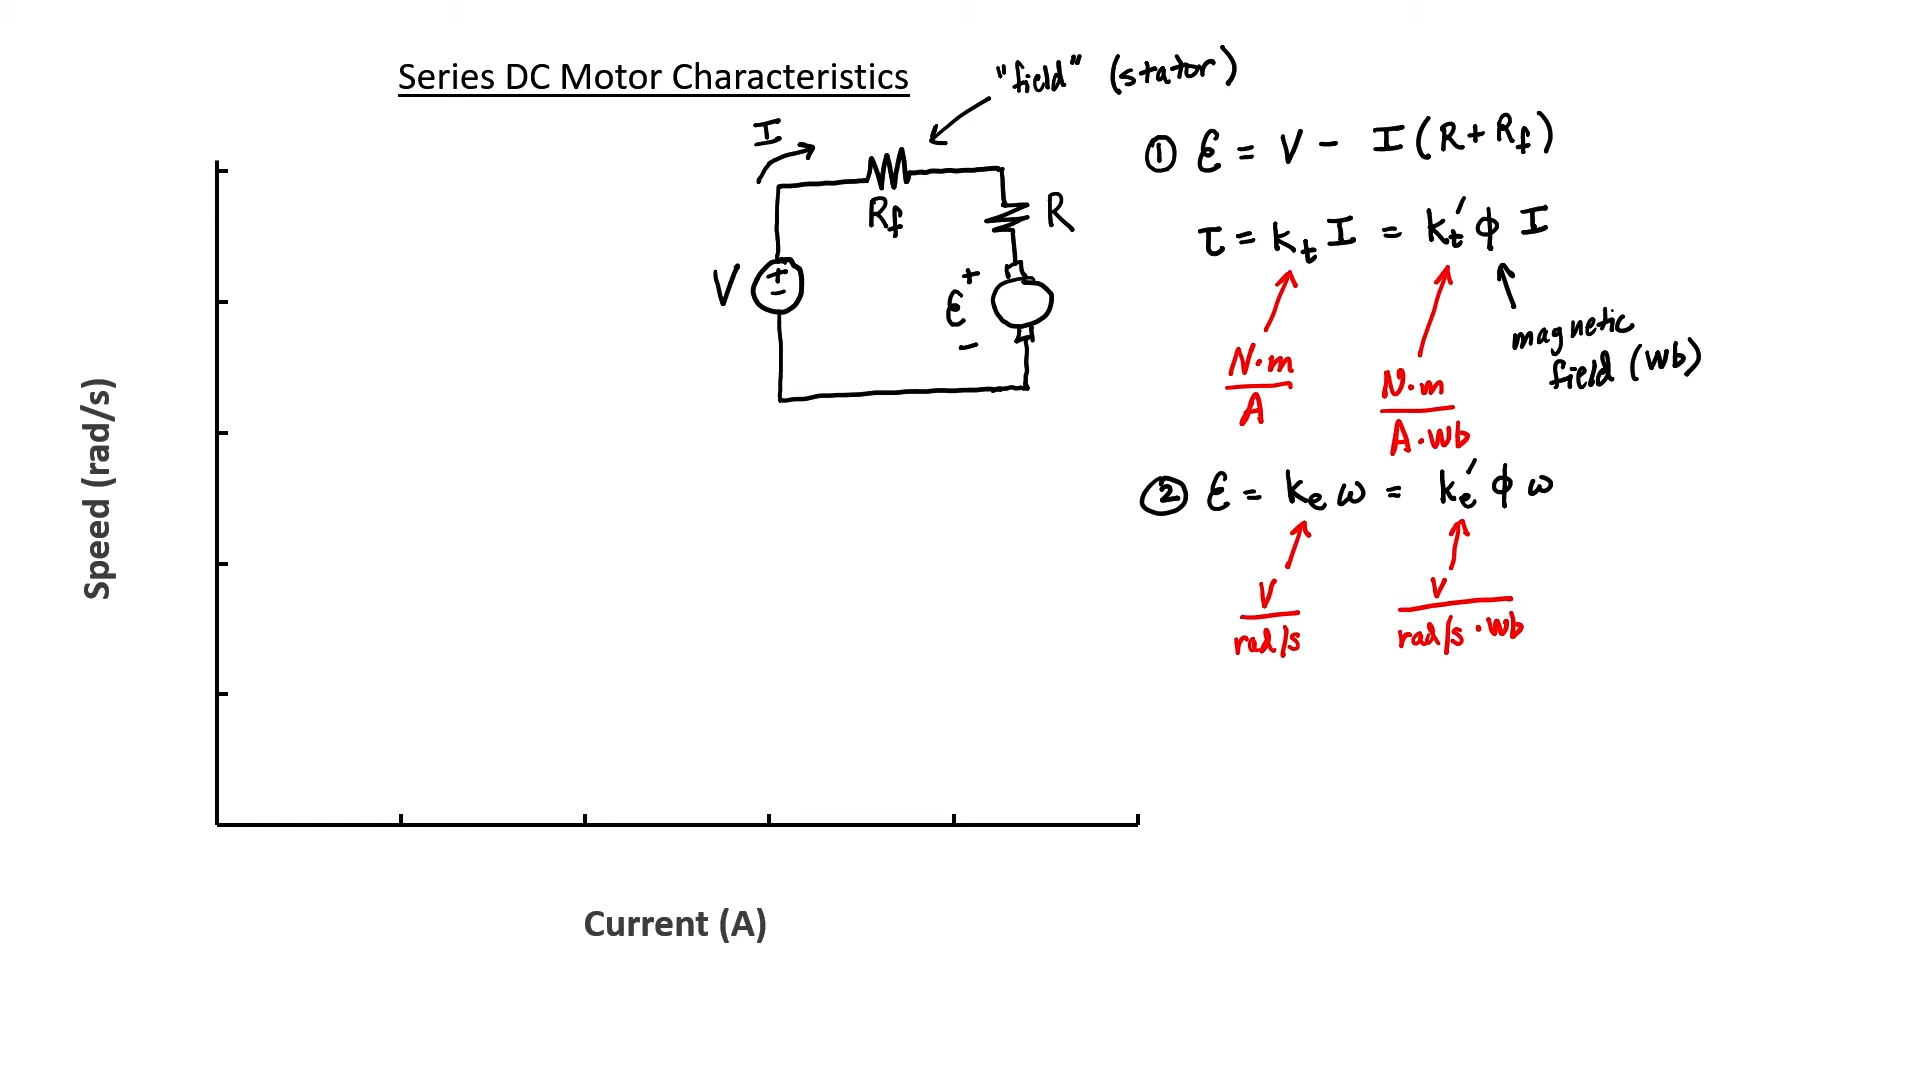 Series DC Motor Characteristics
"field" (stator)
I
Rf
R
V
+
−
+
ε
−
① ε = V − I(R+Rf)
τ = kt I = kt′ ϕ I
N·m
A
N·m
A·wb
magnetic
field (wb)
② ε = ke ω = ke′ ϕ ω
V
rad/s
V
rad/s·wb
Speed (rad/s)
Current (A)